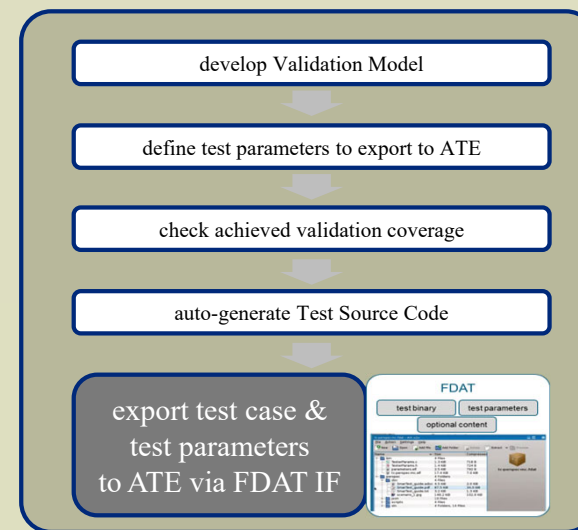 develop Validation Model
define test parameters to export to ATE
check achieved validation coverage
auto-generate Test Source Code
export test case &
test parameters
to ATE via FDAT IF
FDAT
test binary test parameters
optional content